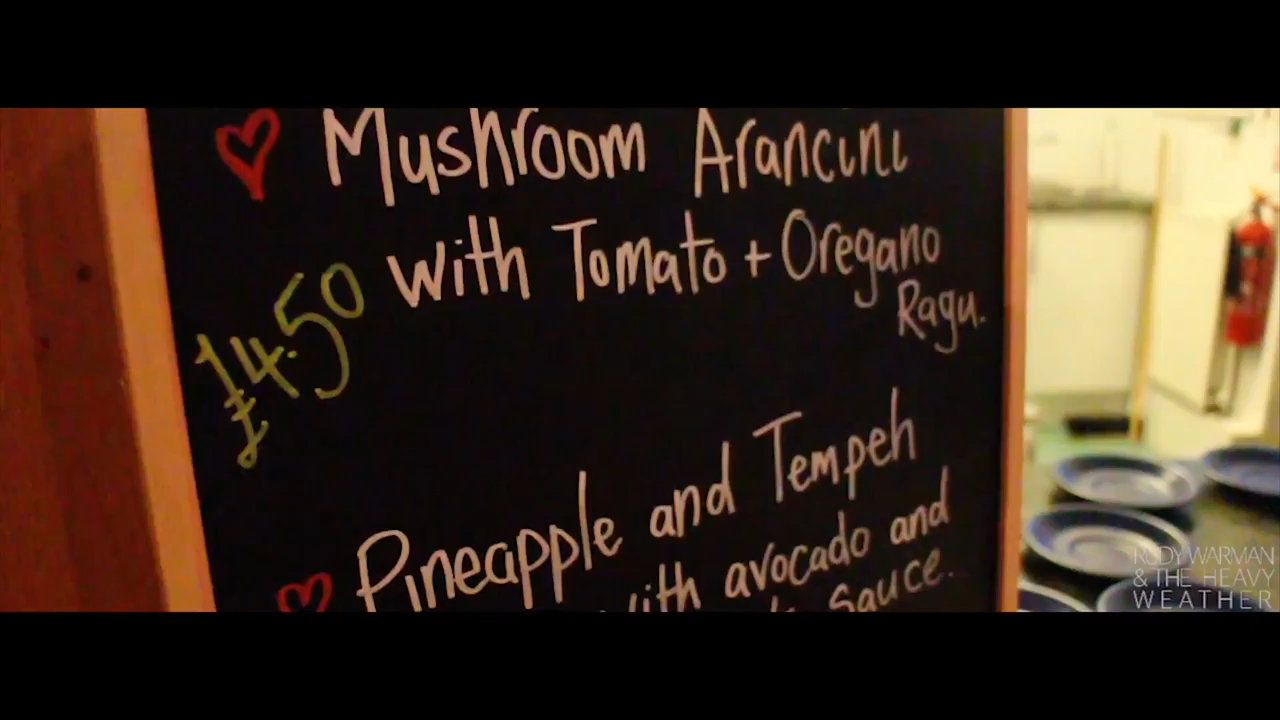 Mushroom Arancini
with Tomato + Oregano
Ragu.
£4.50
Pineapple and Tempeh
with avocado and
Sauce.
RUDY WARMAN
& THE HEAVY
WEATHER